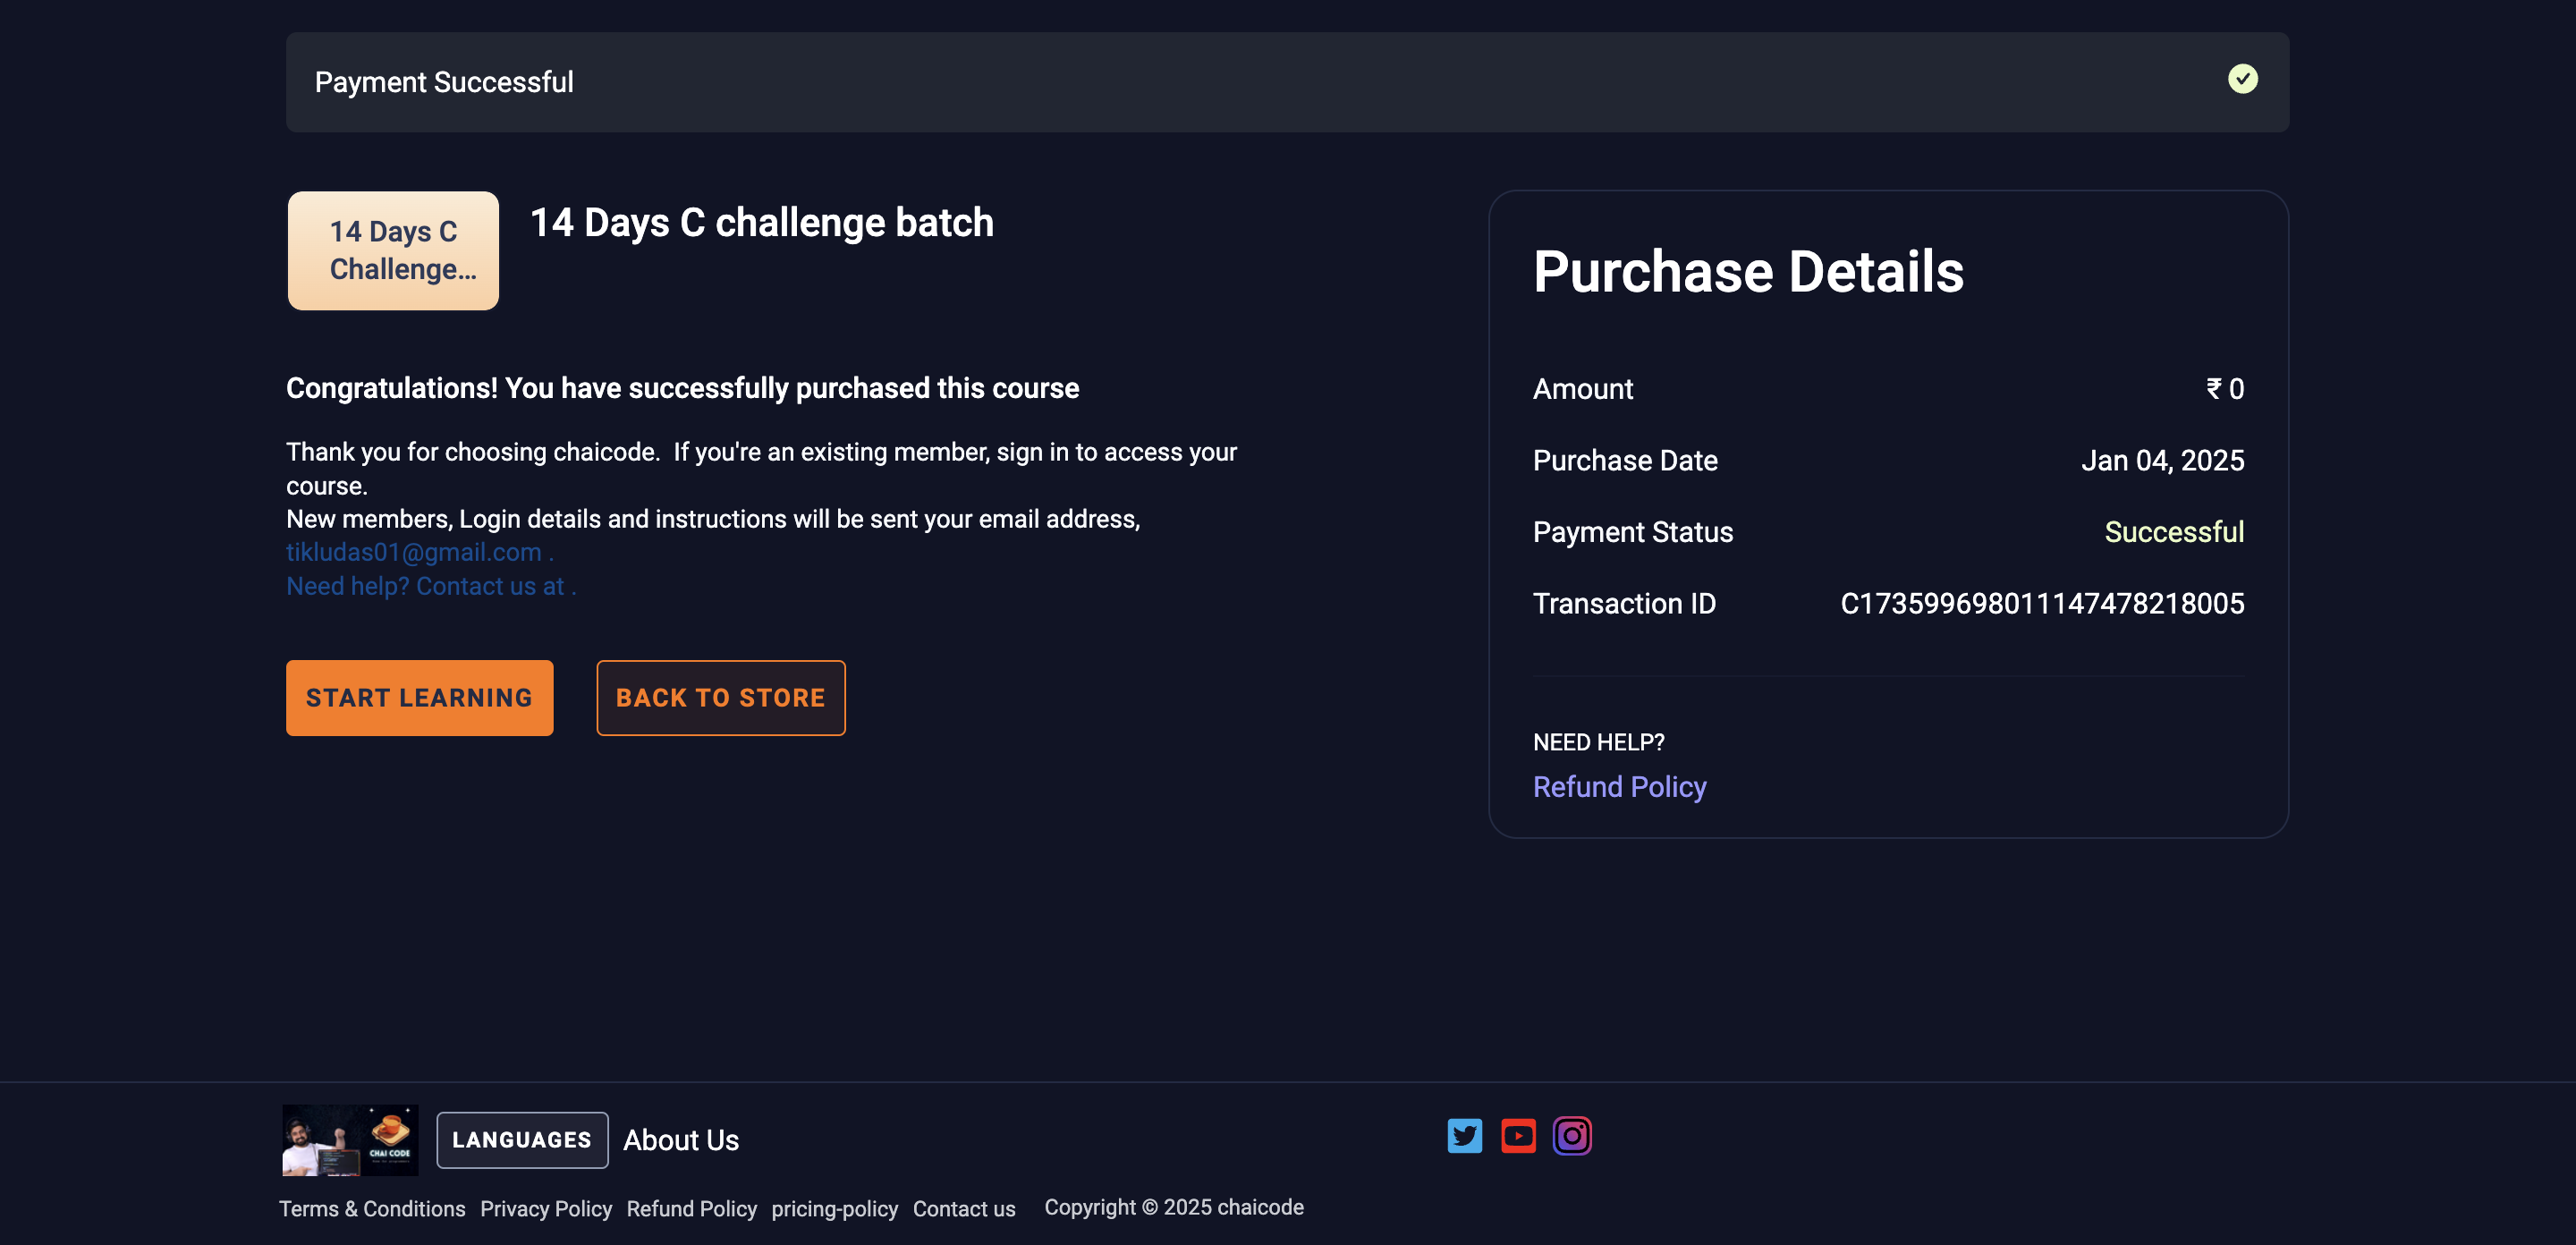 Payment Successful
14 Days C
Challenge...
14 Days C challenge batch
Congratulations! You have successfully purchased this course
Thank you for choosing chaicode.  If you're an existing member, sign in to access your
course.
New members, Login details and instructions will be sent your email address,
tikludas01@gmail.com .
Need help? Contact us at .
START LEARNING
BACK TO STORE
Purchase Details
Amount ₹ 0
Purchase Date Jan 04, 2025
Payment Status Successful
Transaction ID C173599698011147478218005
NEED HELP?
Refund Policy
CHAI CODE
LANGUAGES
About Us
Terms & Conditions Privacy Policy Refund Policy pricing-policy Contact us Copyright © 2025 chaicode